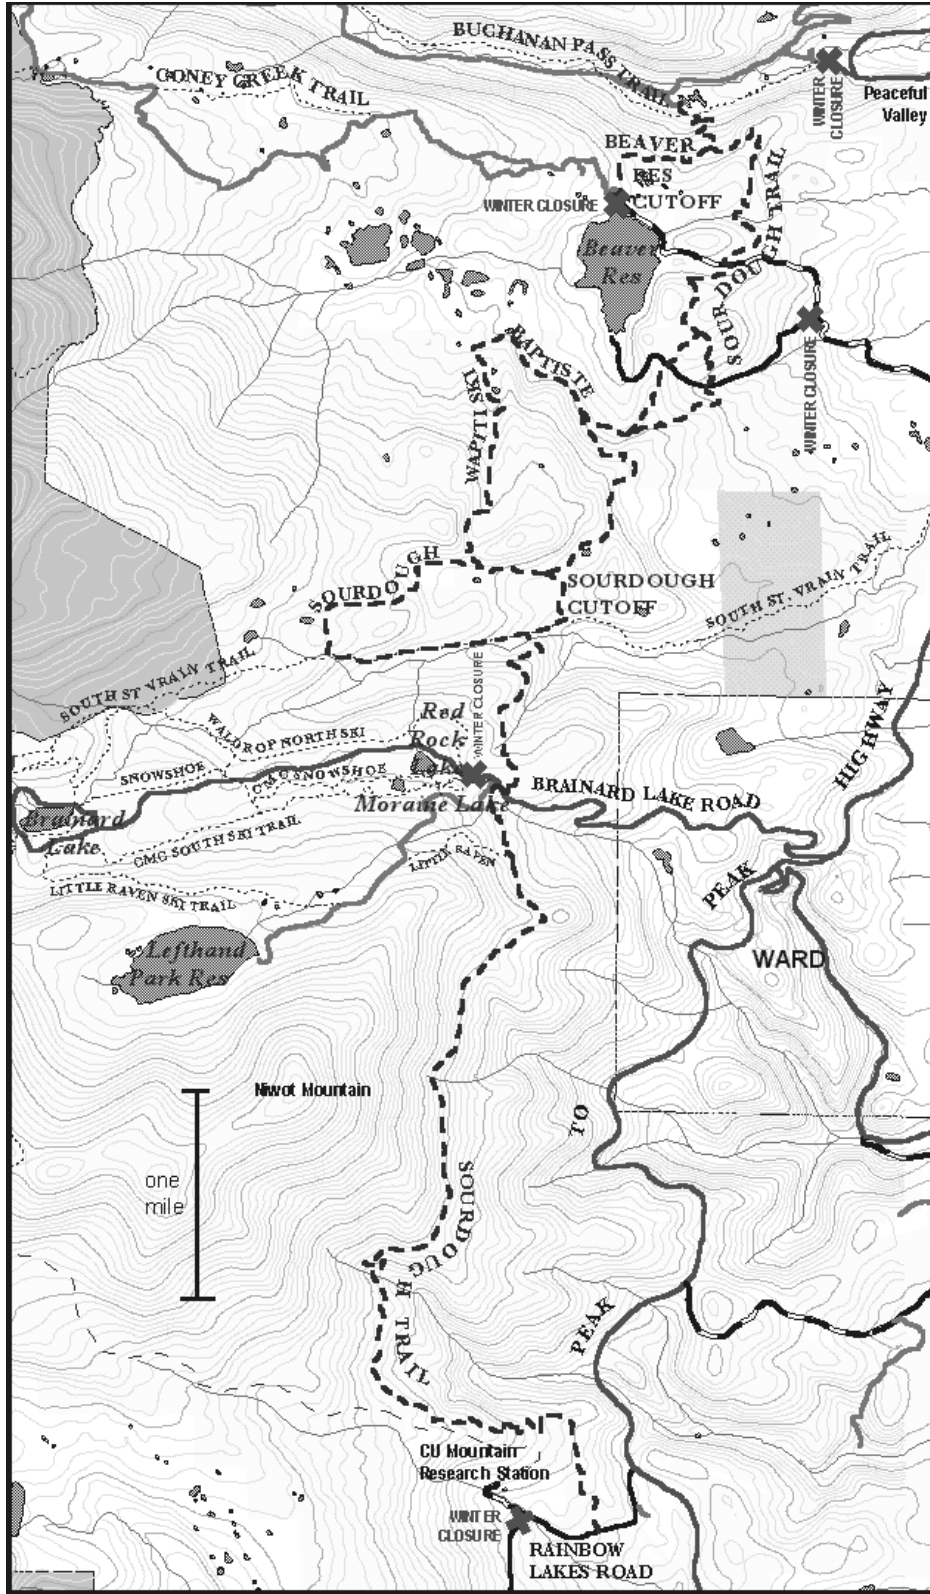 BUCHANAN PASS TRAIL
CONEY CREEK TRAIL
WINTER CLOSURE
Peaceful
Valley
BEAVER
RES
CUTOFF
WINTER CLOSURE
Beaver
Res
SOURDOUGH TRAIL
WINTER CLOSURE
BAPTISTE
WAPITI SKI
SOURDOUGH
SOURDOUGH
CUTOFF
SOUTH ST. VRAIN TRAIL
SOUTH ST VRAIN TRAIL
WINTER CLOSURE
WALDROP NORTH SKI
Red
Rock
Lake
SNOWSHOE
CMC SNOWSHOE
Moraine Lake
BRAINARD LAKE ROAD
HIGHWAY
Brainard
Lake
CMC SOUTH SKI TRAIL
LITTLE RAVEN
PEAK
LITTLE RAVEN SKI TRAIL
Lefthand
Park Res
WARD
Niwot Mountain
TO
one
mile
SOURDOUGH TRAIL
PEAK
CU Mountain
Research Station
WINTER
CLOSURE
RAINBOW
LAKES ROAD